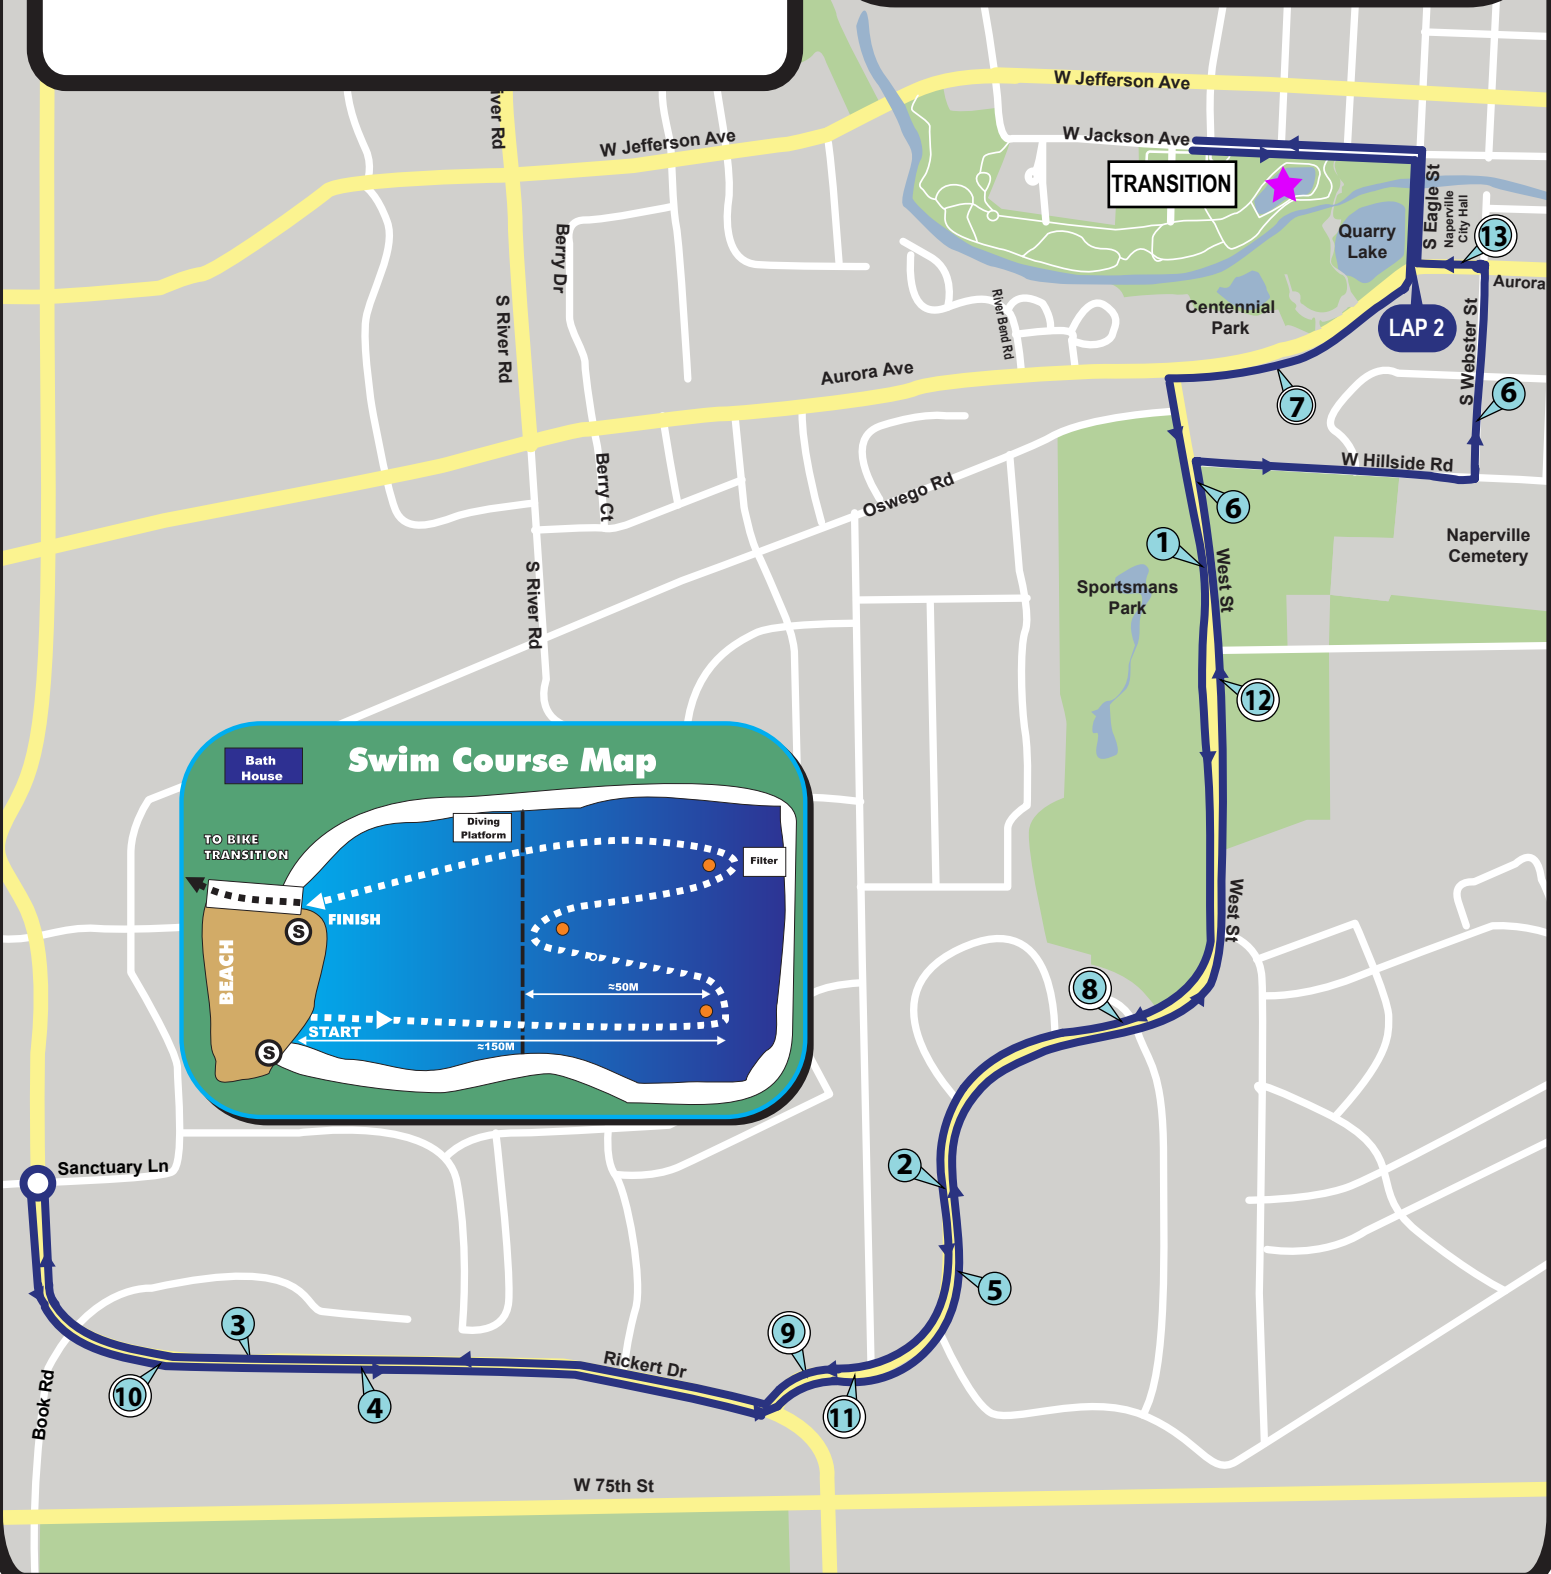 W Jefferson Ave
iver Rd
W Jefferson Ave
W Jackson Ave
TRANSITION
S Eagle St
Naperville
City Hall
Quarry
Lake
13
Aurora
Berry Dr
S River Rd
River Bend Rd
Centennial
Park
LAP 2
S Webster St
Aurora Ave
7
6
W Hillside Rd
Berry Ct
Oswego Rd
6
1
Naperville
Cemetery
West St
S River Rd
Sportsmans
Park
12
Bath
House
Swim Course Map
Diving
Platform
TO BIKE
TRANSITION
Filter
FINISH
S
BEACH
≈50M
START
≈150M
S
West St
8
2
Sanctuary Ln
5
3
9
Rickert Dr
10
4
11
Book Rd
W 75th St